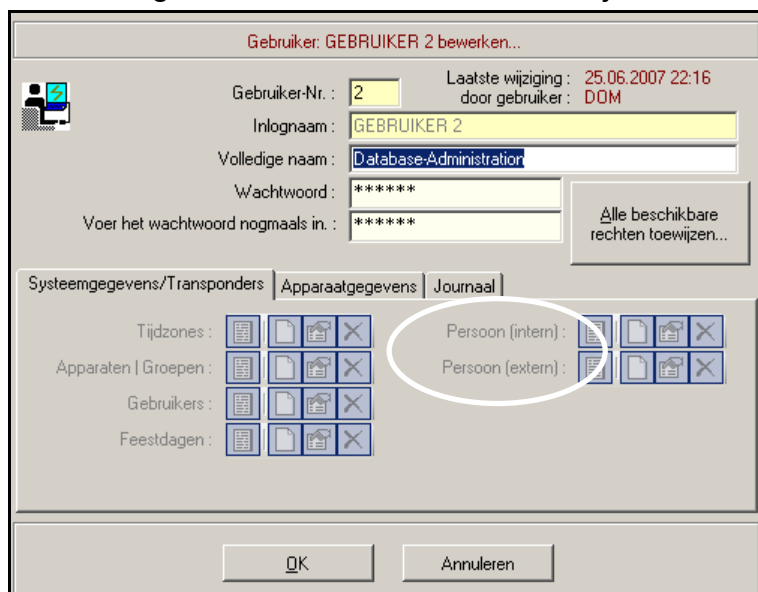 Gebruiker: GEBRUIKER 2 bewerken...
Gebruiker-Nr. : 2
Laatste wijziging : 25.06.2007 22:16
door gebruiker : DOM
Inlognaam : GEBRUIKER 2
Volledige naam : Database-Administration
Wachtwoord : ******
Voer het wachtwoord nogmaals in. : ******
Alle beschikbare
rechten toewijzen...
Systeemgegevens/Transponders Apparaatgegevens Journaal
Tijdzones : Persoon (intern) :
Apparaten | Groepen : Persoon (extern) :
Gebruikers :
Feestdagen :
OK Annuleren